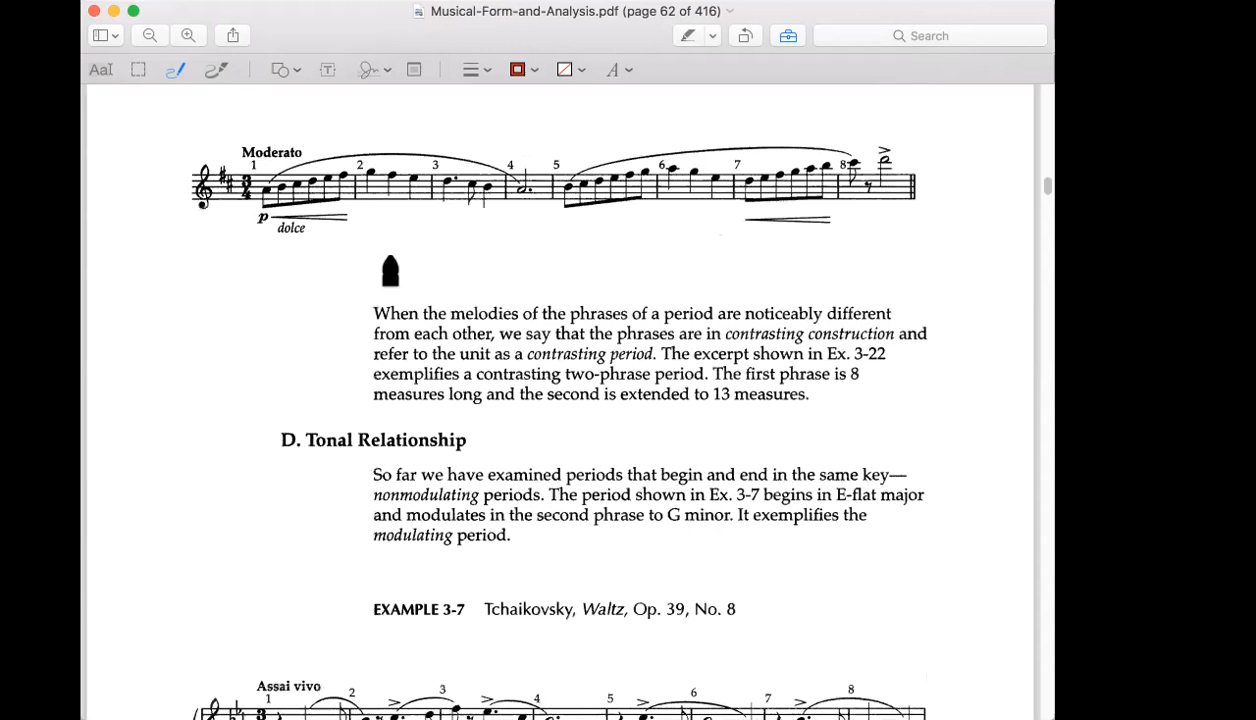 Musical-Form-and-Analysis.pdf (page 62 of 416)
Search
AaI
T
A
Moderato
1 2 3 4 5 6 7 8
3
4
p
dolce
When the melodies of the phrases of a period are noticeably different
from each other, we say that the phrases are in contrasting construction and
refer to the unit as a contrasting period. The excerpt shown in Ex. 3-22
exemplifies a contrasting two-phrase period. The first phrase is 8
measures long and the second is extended to 13 measures.
D. Tonal Relationship
So far we have examined periods that begin and end in the same key—
nonmodulating periods. The period shown in Ex. 3-7 begins in E-flat major
and modulates in the second phrase to G minor. It exemplifies the
modulating period.
EXAMPLE 3-7 Tchaikovsky, Waltz, Op. 39, No. 8
Assai vivo
1 2 3 4 5 6 7 8
3